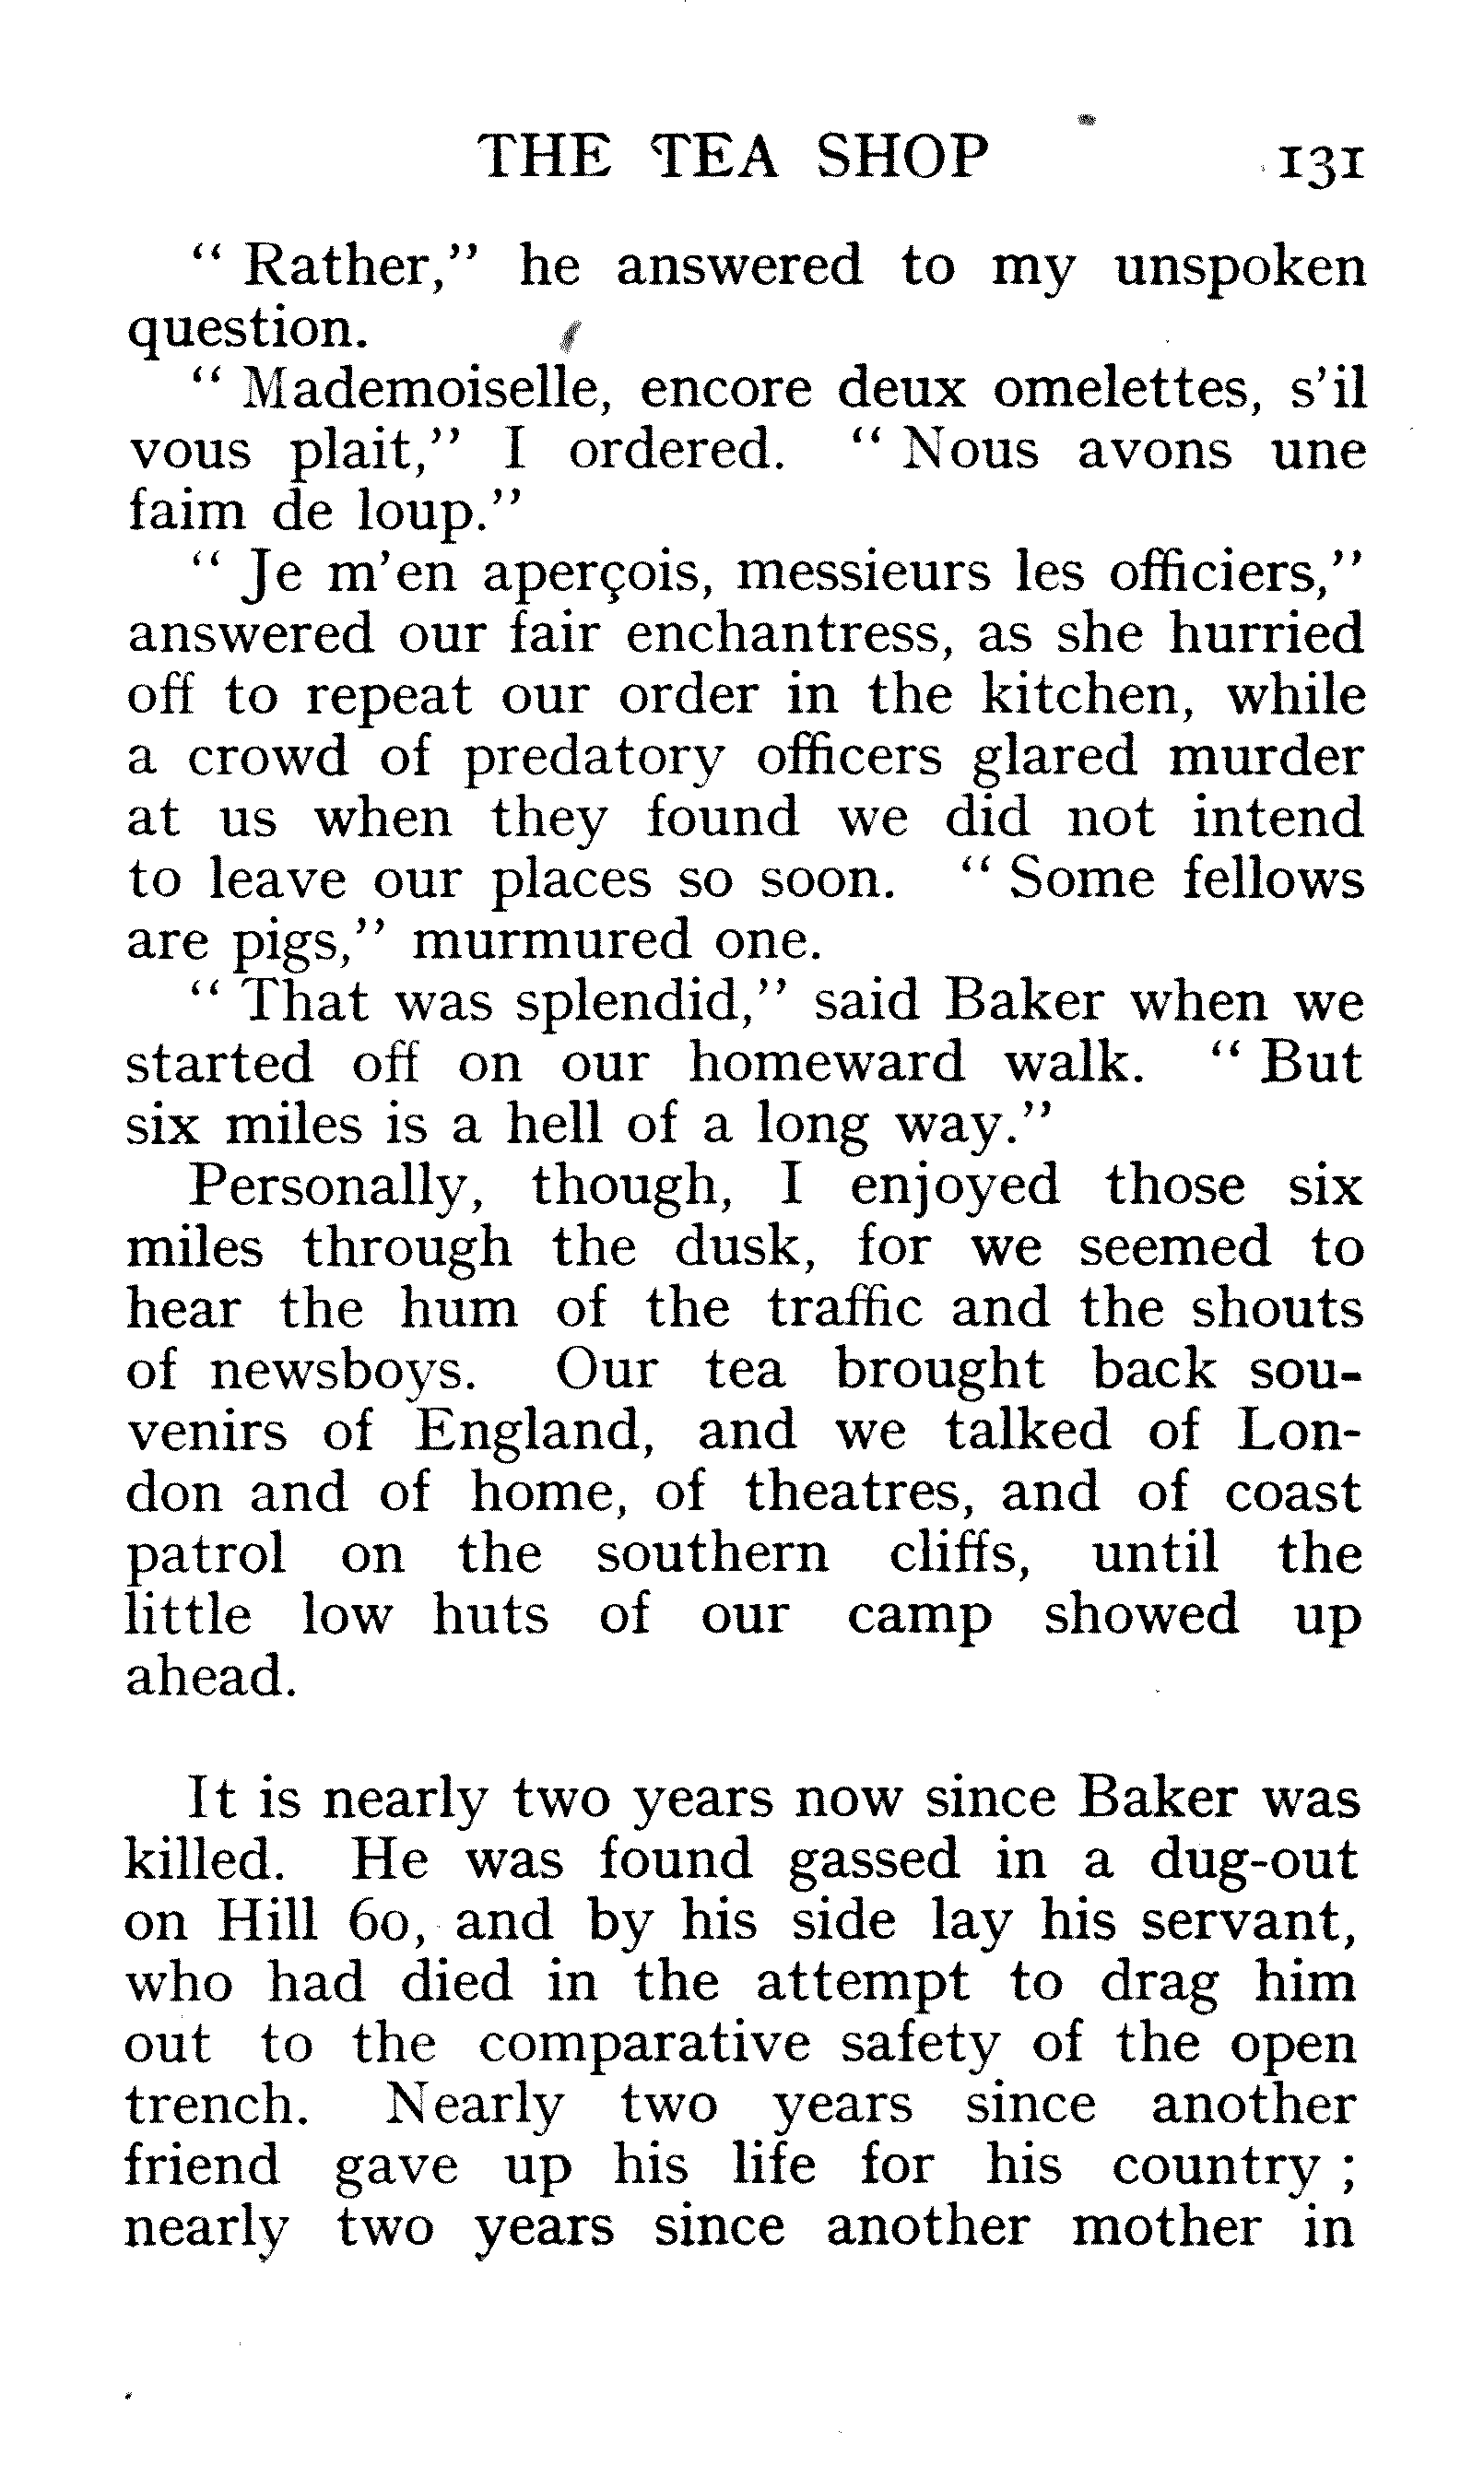 THE TEA SHOP 131
" Rather," he answered to my unspoken
question.
" Mademoiselle, encore deux omelettes, s'il
vous plait," I ordered. " Nous avons une
faim de loup."
" Je m'en aperçois, messieurs les officiers,"
answered our fair enchantress, as she hurried
off to repeat our order in the kitchen, while
a crowd of predatory officers glared murder
at us when they found we did not intend
to leave our places so soon. " Some fellows
are pigs," murmured one.
" That was splendid," said Baker when we
started off on our homeward walk. " But
six miles is a hell of a long way."
Personally, though, I enjoyed those six
miles through the dusk, for we seemed to
hear the hum of the traffic and the shouts
of newsboys. Our tea brought back sou-
venirs of England, and we talked of Lon-
don and of home, of theatres, and of coast
patrol on the southern cliffs, until the
little low huts of our camp showed up
ahead.
It is nearly two years now since Baker was
killed. He was found gassed in a dug-out
on Hill 60, and by his side lay his servant,
who had died in the attempt to drag him
out to the comparative safety of the open
trench. Nearly two years since another
friend gave up his life for his country ;
nearly two years since another mother in